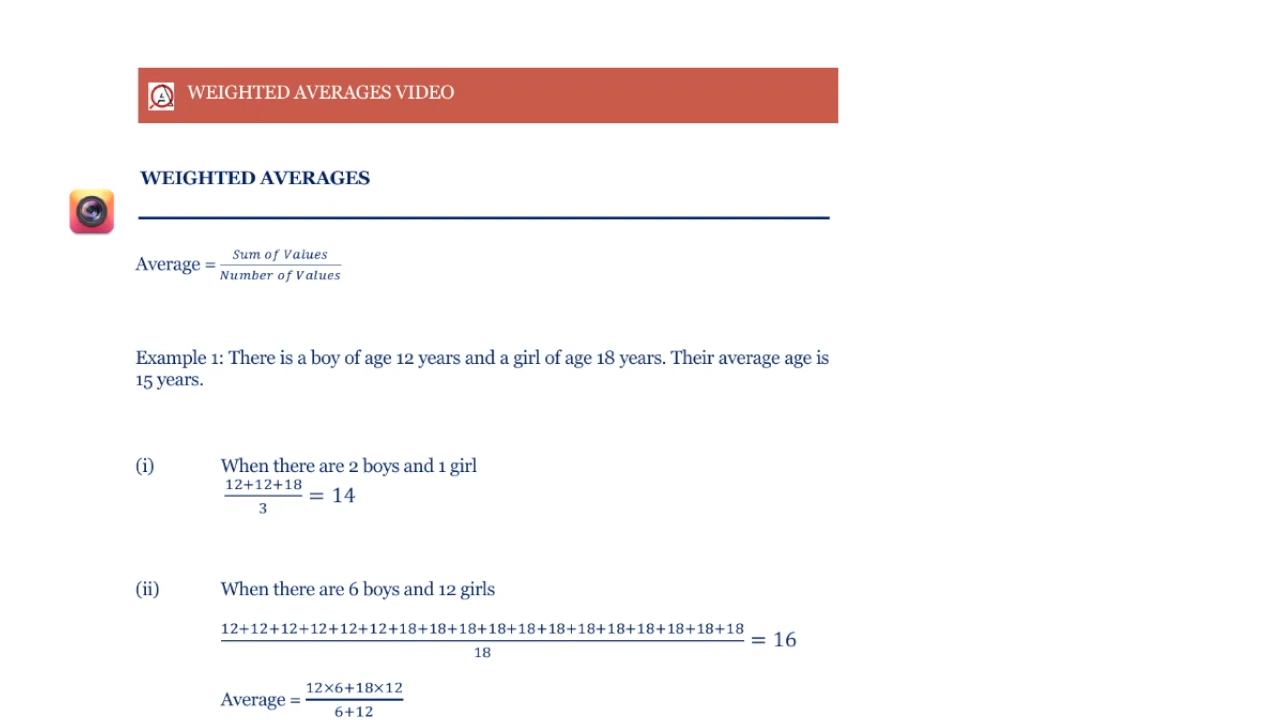 WEIGHTED AVERAGES VIDEO
WEIGHTED AVERAGES
Average = Sum of Values / Number of Values
Example 1: There is a boy of age 12 years and a girl of age 18 years. Their average age is
15 years.
(i) When there are 2 boys and 1 girl
12+12+18 / 3 = 14
(ii) When there are 6 boys and 12 girls
12+12+12+12+12+12+18+18+18+18+18+18+18+18+18+18+18+18 / 18 = 16
Average = 12×6+18×12 / 6+12